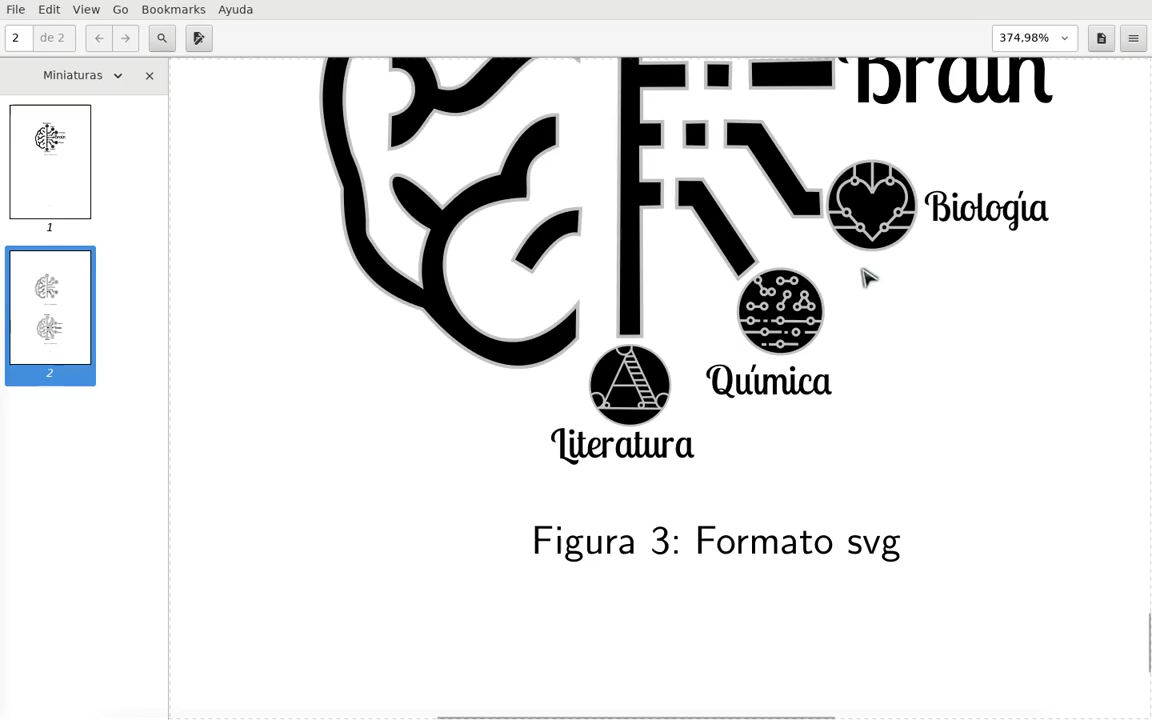 File Edit View Go Bookmarks Ayuda
2 de 2 374,98%
Miniaturas
1
2
Brain
Biología
Química
Literatura
Figura 3: Formato svg